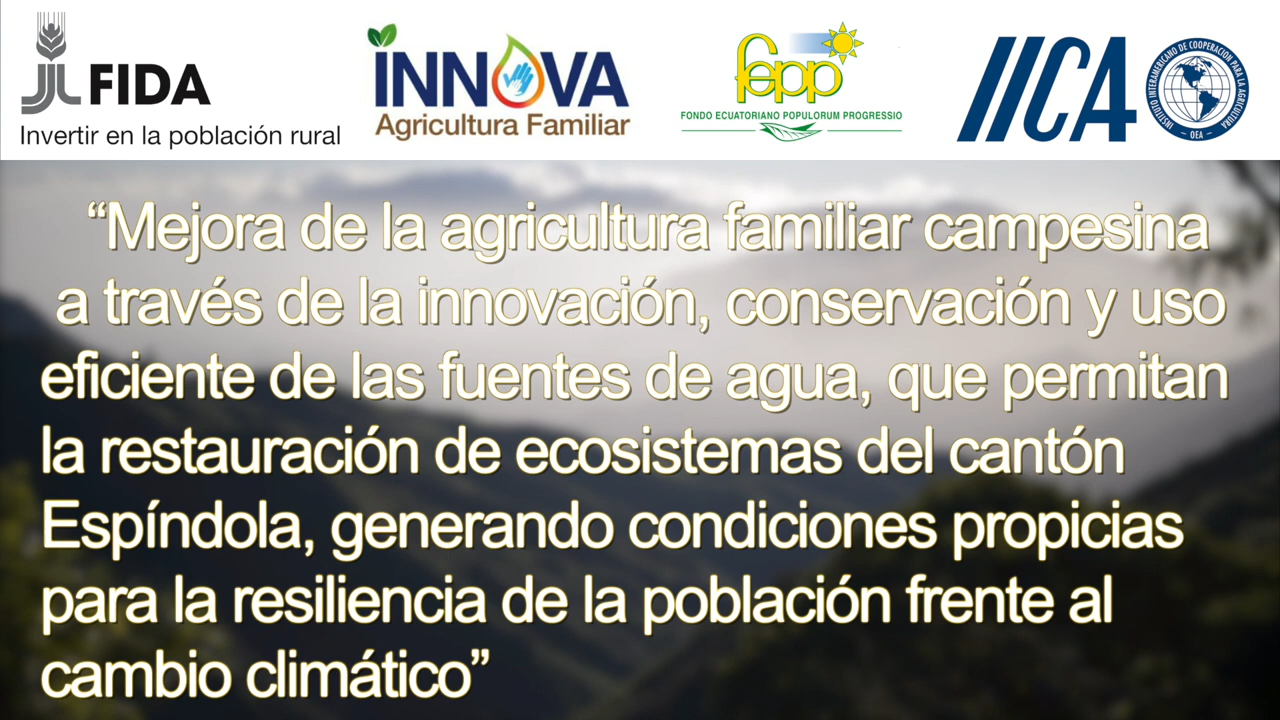 FIDA
Invertir en la población rural
INNOVA
Agricultura Familiar
fepp
FONDO ECUATORIANO POPULORUM PROGRESSIO
IICA
INSTITUTO INTERAMERICANO DE COOPERACION PARA LA AGRICULTURA
- OEA -
“Mejora de la agricultura familiar campesina
a través de la innovación, conservación y uso
eficiente de las fuentes de agua, que permitan
la restauración de ecosistemas del cantón
Espíndola, generando condiciones propicias
para la resiliencia de la población frente al
cambio climático”